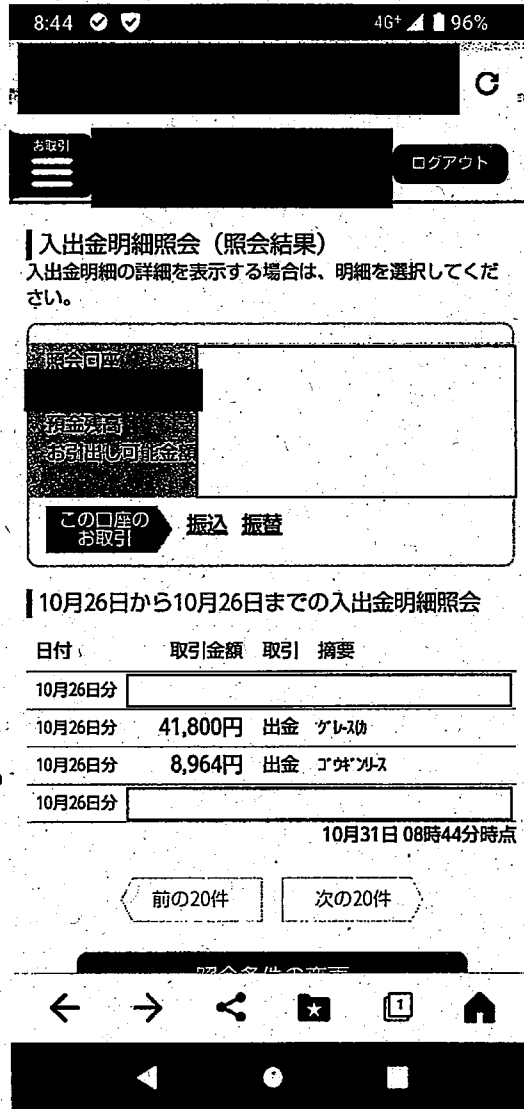 8:44 4G+ 96%
お取引
ログアウト
入出金明細照会（照会結果）
入出金明細の詳細を表示する場合は、明細を選択してくだ
さい。
照会口座
預金残高
お引出し可能金額
この口座の
お取引
振込 振替
10月26日から10月26日までの入出金明細照会
日付 取引金額 取引 摘要
10月26日分
10月26日分 41,800円 出金
10月26日分 8,964円 出金 ｺﾞｳｷﾞﾝﾘｰｽ
10月26日分
10月31日 08時44分時点
前の20件 次の20件
照会条件の変更
1